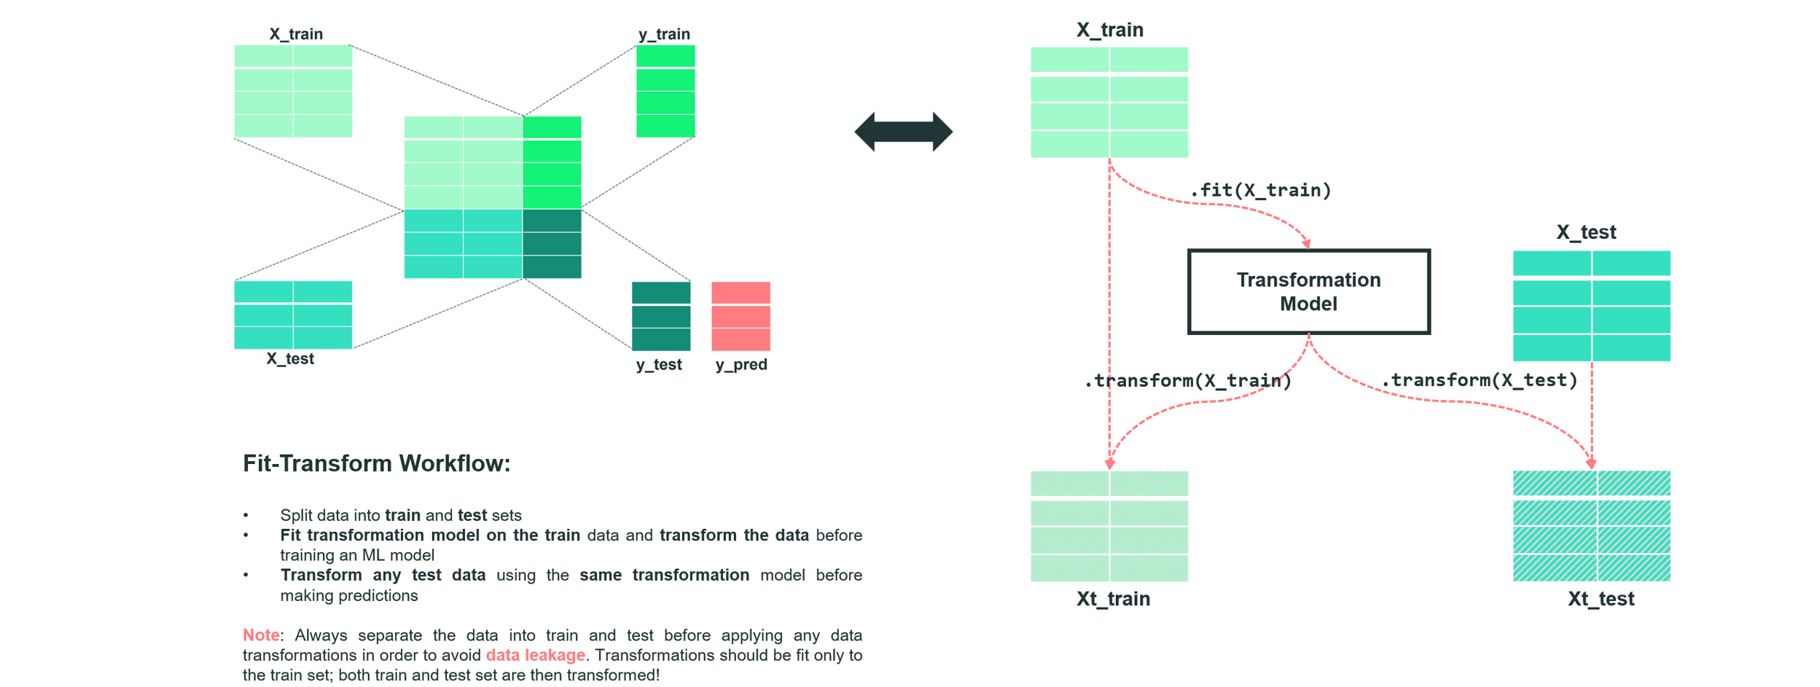 X_train
y_train
X_test
y_test
y_pred
Fit-Transform Workflow:
• Split data into train and test sets
• Fit transformation model on the train data and transform the data before
training an ML model
• Transform any test data using the same transformation model before
making predictions
Note: Always separate the data into train and test before applying any data
transformations in order to avoid data leakage. Transformations should be fit only to
the train set; both train and test set are then transformed!
X_train
.fit(X_train)
X_test
Transformation
Model
.transform(X_train)
.transform(X_test)
Xt_train
Xt_test